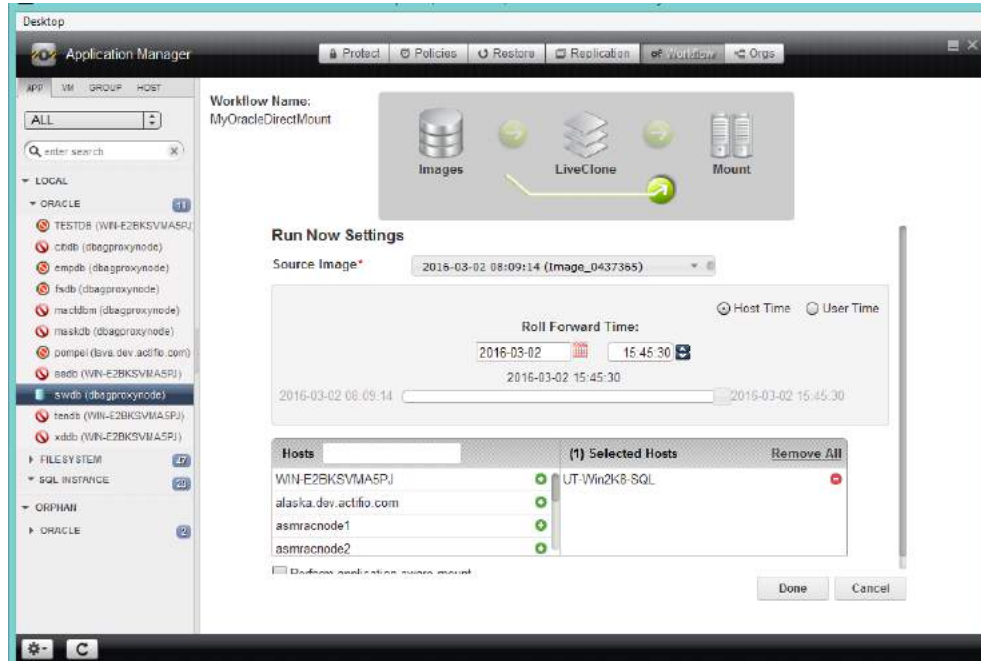 Desktop
Application Manager
Protect
Policies
Restore
Replication
Workflow
Orgs
APP VM GROUP HOST
ALL
enter search
LOCAL
ORACLE 11
TESTDB (WIN-E2BKSVMA5PJ
citidb (dbagproxynode)
empdb (dbagproxynode)
fsdb (dbagproxynode)
mactdbm (dbagproxynode)
maskdb (dbagproxynode)
pompei (lava.dev.actifio.com)
(WIN-E2BKSVMA5PJ)
swdb (dbagproxynode)
tendb (WIN-E2BKSVMA5PJ)
xddb (WIN-E2BKSVMA5PJ)
FILESYSTEM
SQL INSTANCE
ORPHAN
ORACLE 2
Workflow Name:
MyOracleDirectMount
Images
LiveClone
Mount
Run Now Settings
Source Image* 2016-03-02 08:09:14 (Image_0437365)
Host Time User Time
Roll Forward Time:
2016-03-02 15:45:30
2016-03-02 15:45:30
2016-03-02 08:09:14 2016-03-02 15:45:30
Hosts (1) Selected Hosts Remove All
WIN-E2BKSVMA5PJ UT-Win2K8-SQL
alaska.dev.actifio.com
asmracnode1
asmracnode2
Perform application aware mount
Done Cancel